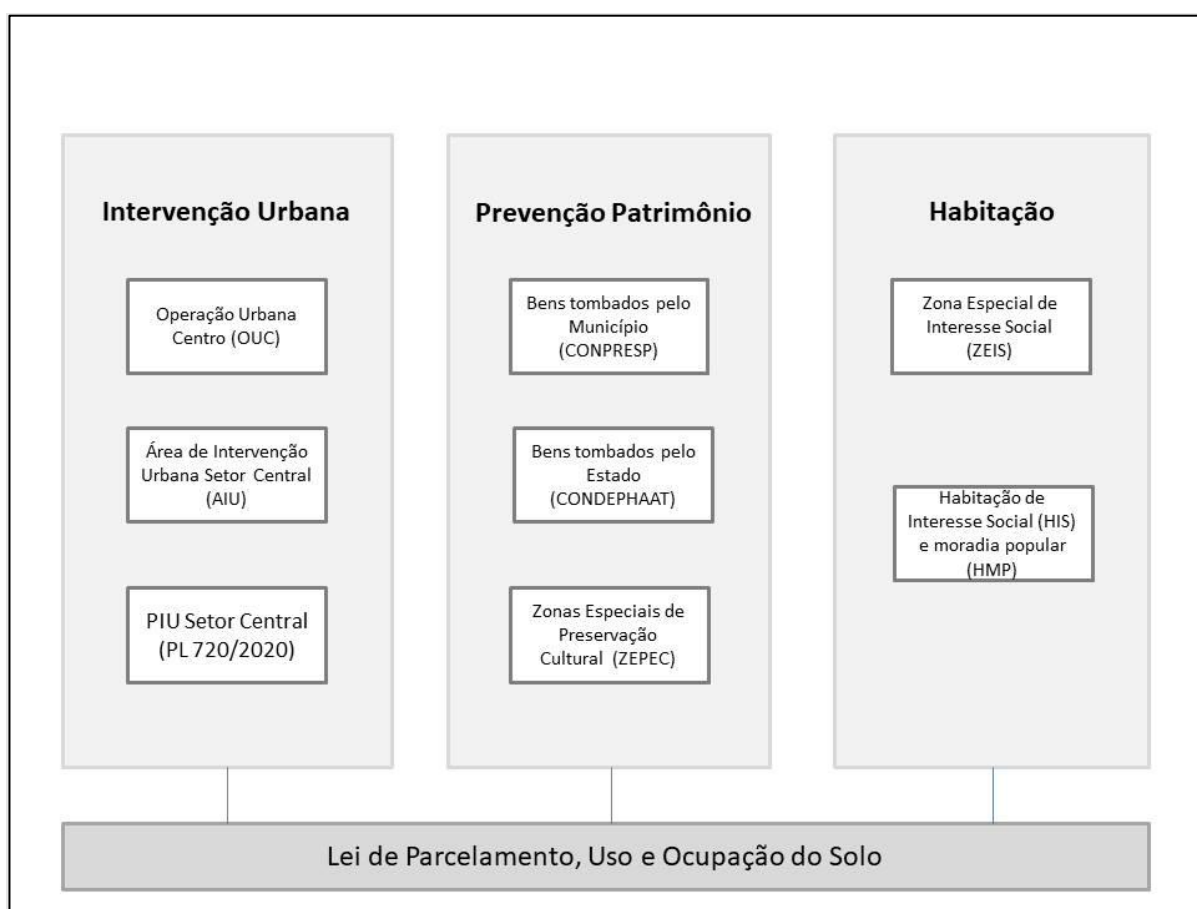 Intervenção Urbana
Operação Urbana
Centro (OUC)
Área de Intervenção
Urbana Setor Central
(AIU)
PIU Setor Central
(PL 720/2020)
Prevenção Patrimônio
Bens tombados pelo
Município
(CONPRESP)
Bens tombados pelo
Estado
(CONDEPHAAT)
Zonas Especiais de
Preservação
Cultural (ZEPEC)
Habitação
Zona Especial de
Interesse Social
(ZEIS)
Habitação de
Interesse Social (HIS)
e moradia popular
(HMP)
Lei de Parcelamento, Uso e Ocupação do Solo